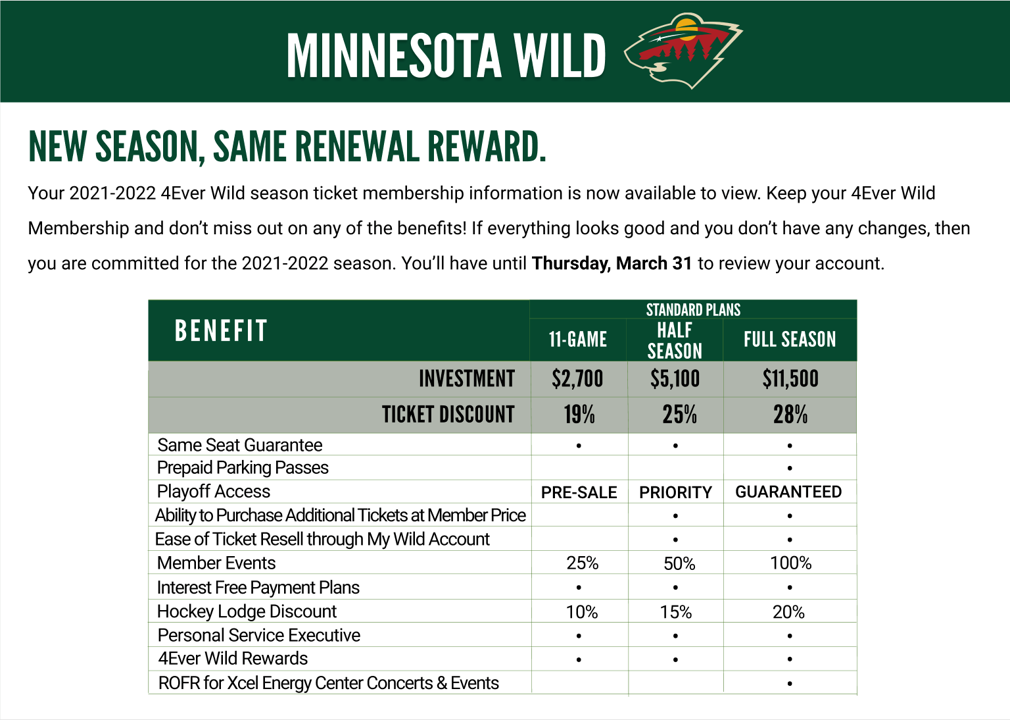 MINNESOTA WILD
NEW SEASON, SAME RENEWAL REWARD.
Your 2021-2022 4Ever Wild season ticket membership information is now available to view. Keep your 4Ever Wild
Membership and don’t miss out on any of the benefits! If everything looks good and you don’t have any changes, then
you are committed for the 2021-2022 season. You’ll have until Thursday, March 31 to review your account.
BENEFIT
STANDARD PLANS
11-GAME
HALF
SEASON
FULL SEASON
INVESTMENT $2,700 $5,100 $11,500
TICKET DISCOUNT 19% 25% 28%
Same Seat Guarantee • • •
Prepaid Parking Passes •
Playoff Access PRE-SALE PRIORITY GUARANTEED
Ability to Purchase Additional Tickets at Member Price • •
Ease of Ticket Resell through My Wild Account • •
Member Events 25% 50% 100%
Interest Free Payment Plans • • •
Hockey Lodge Discount 10% 15% 20%
Personal Service Executive • • •
4Ever Wild Rewards • • •
ROFR for Xcel Energy Center Concerts & Events •